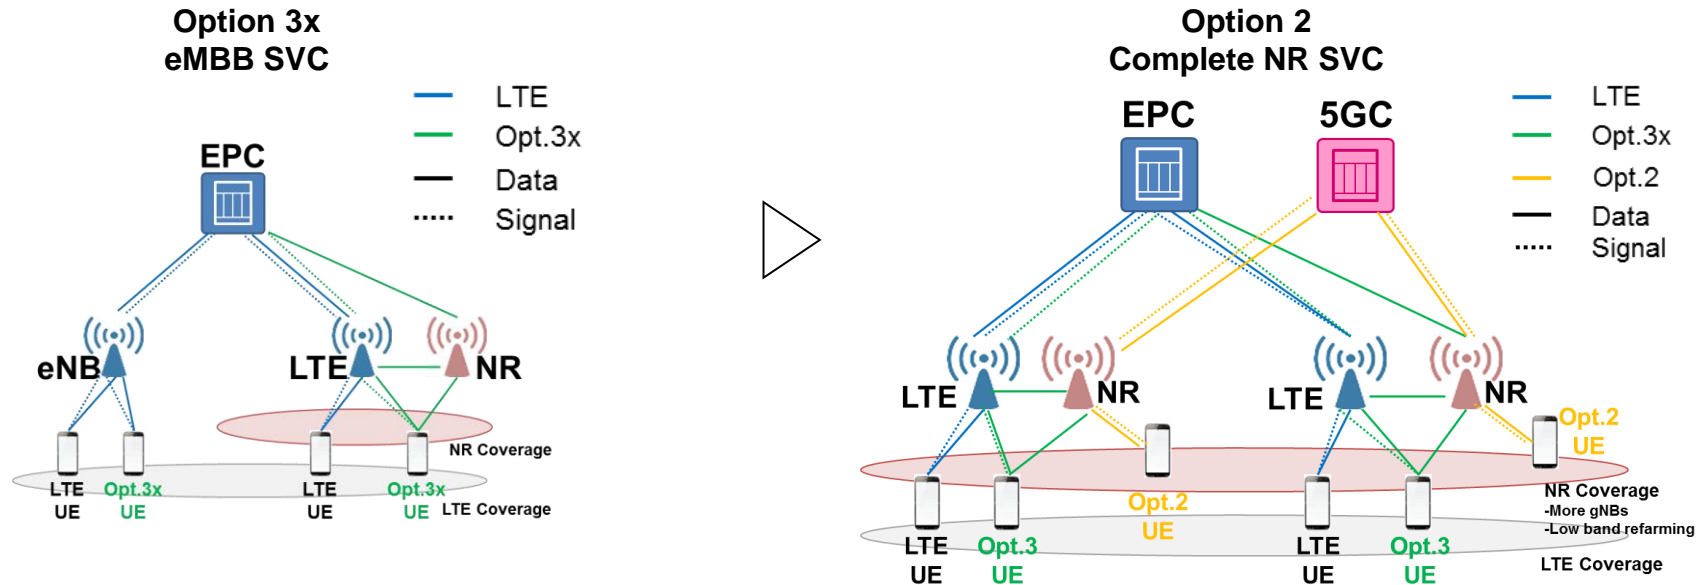 Option 3x
eMBB SVC
LTE
Opt.3x
Data
Signal
EPC
eNB
LTE
NR
NR Coverage
LTE
UE
Opt.3x
UE
LTE
UE
Opt.3x
UE
LTE Coverage
Option 2
Complete NR SVC
EPC
5GC
LTE
Opt.3x
Opt.2
Data
Signal
LTE
NR
LTE
NR
Opt.2
UE
Opt.2
UE
NR Coverage
-More gNBs
-Low band refarming
LTE
UE
Opt.3
UE
LTE
UE
Opt.3
UE
LTE Coverage